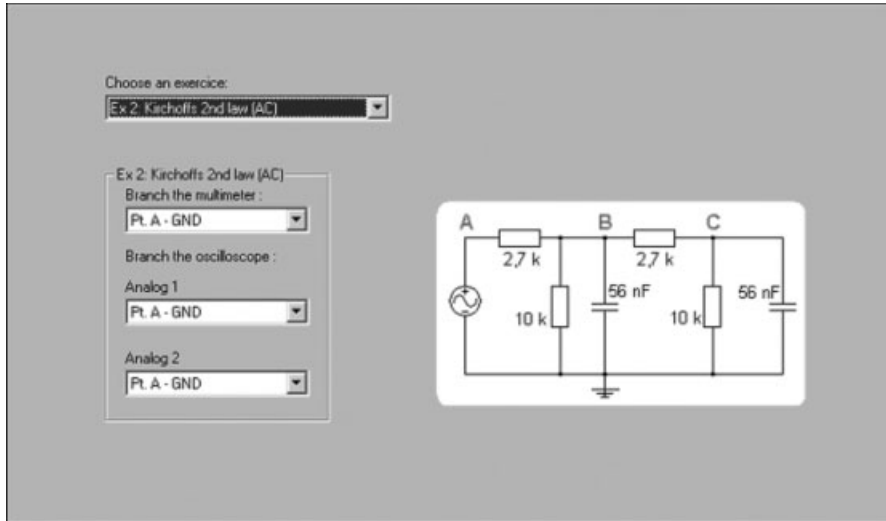 Choose an exercice:
Ex 2: Kirchoffs 2nd law (AC)
Ex 2: Kirchoffs 2nd law (AC)
Branch the multimeter :
Pt. A - GND
Branch the oscilloscope :
Analog 1
Pt. A - GND
Analog 2
Pt. A - GND
A B C
2,7 k 2,7 k
56 nF 56 nF
10 k 10 k